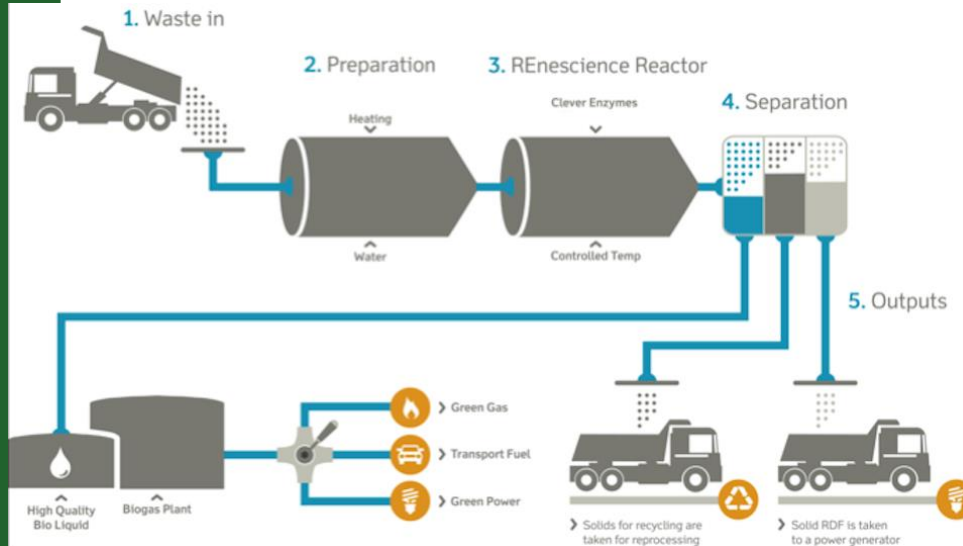 1. Waste in
2. Preparation
3. REnescience Reactor
Heating
Clever Enzymes
4. Separation
Water
Controlled Temp
5. Outputs
Green Gas
Transport Fuel
Green Power
High Quality
Bio Liquid
Biogas Plant
Solids for recycling are
taken for reprocessing
Solid RDF is taken
to a power generator